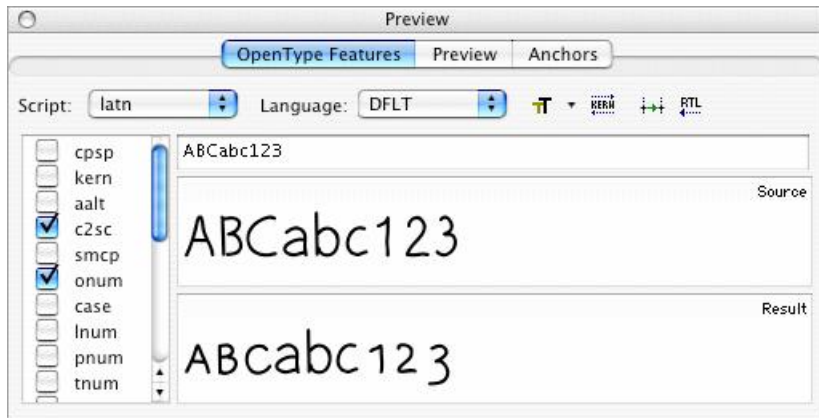 Preview
OpenType Features Preview Anchors
Script: latn Language: DFLT T KERN RTL
cpsp
kern
aalt
c2sc
smcp
onum
case
lnum
pnum
tnum
ABCabc123
Source
ABCabc123
Result
ABCabc123